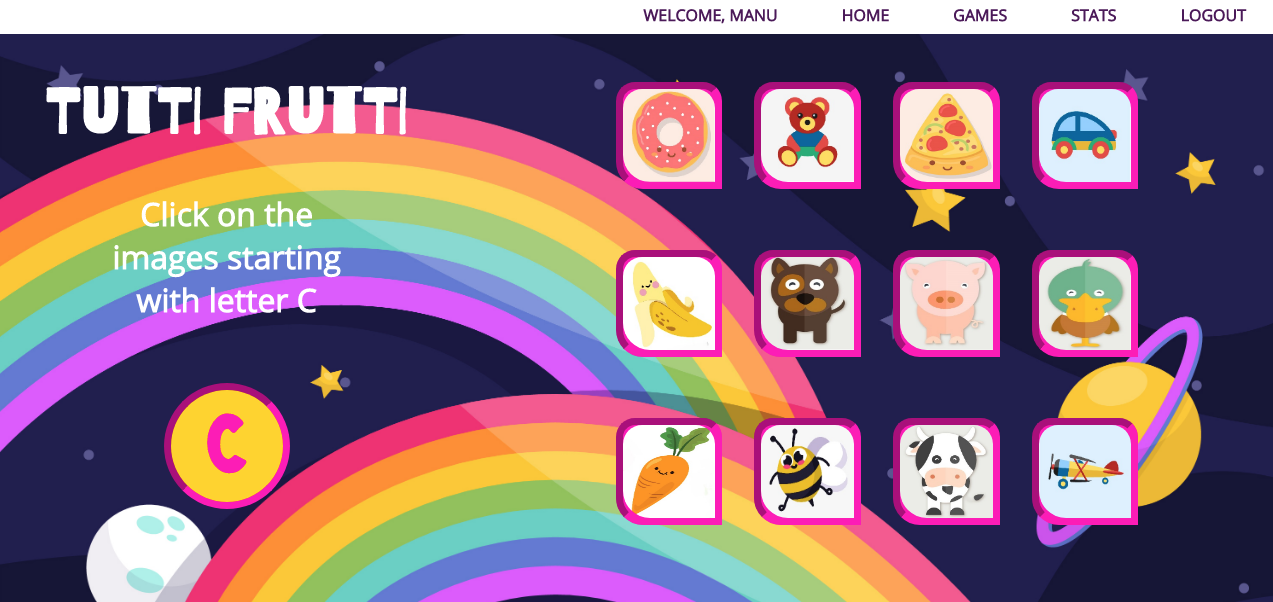 WELCOME, MANU HOME GAMES STATS LOGOUT
TUTTI FRUTTI
Click on the
images starting
with letter C
C